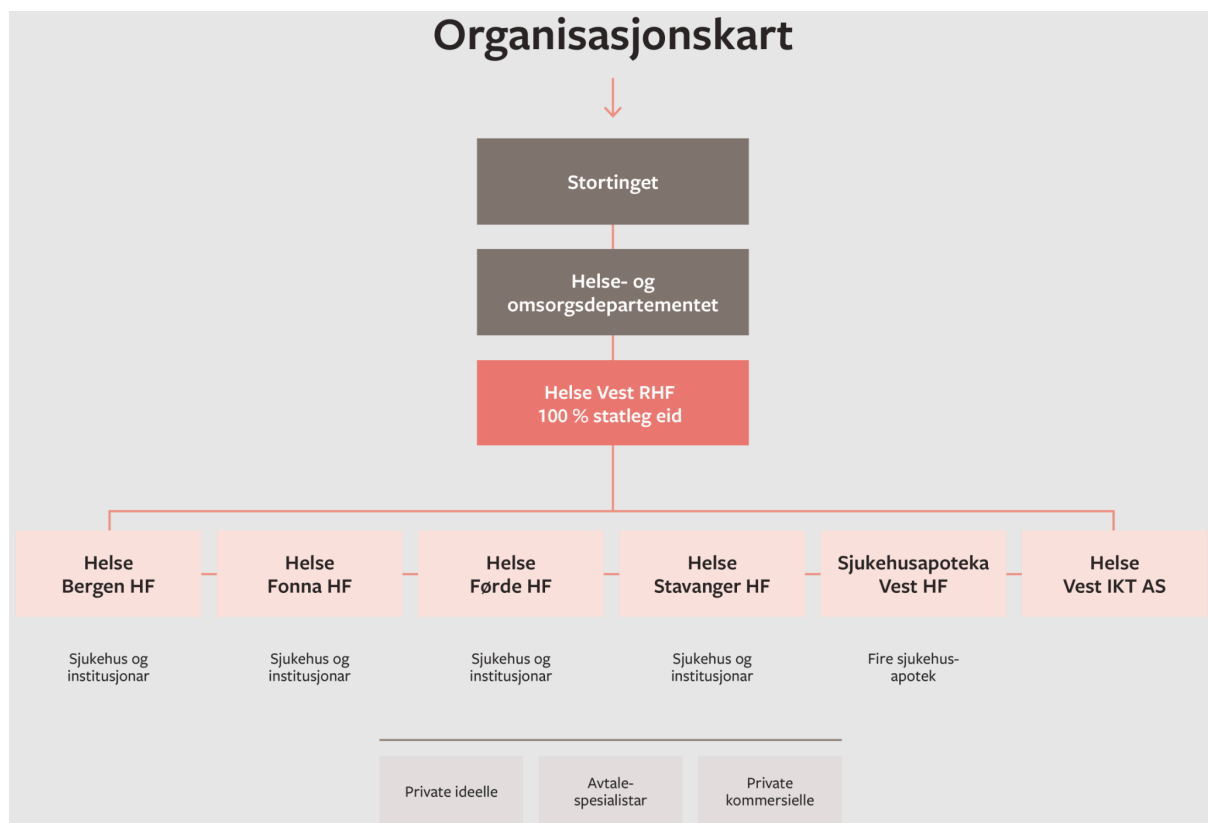 Organisasjonskart
Stortinget
Helse- og
omsorgsdepartementet
Helse Vest RHF
100 % statleg eid
Helse
Bergen HF
Helse
Fonna HF
Helse
Førde HF
Helse
Stavanger HF
Sjukehusapoteka
Vest HF
Helse
Vest IKT AS
Sjukehus og
institusjonar
Sjukehus og
institusjonar
Sjukehus og
institusjonar
Sjukehus og
institusjonar
Fire sjukehus-
apotek
Private ideelle
Avtale-
spesialistar
Private
kommersielle